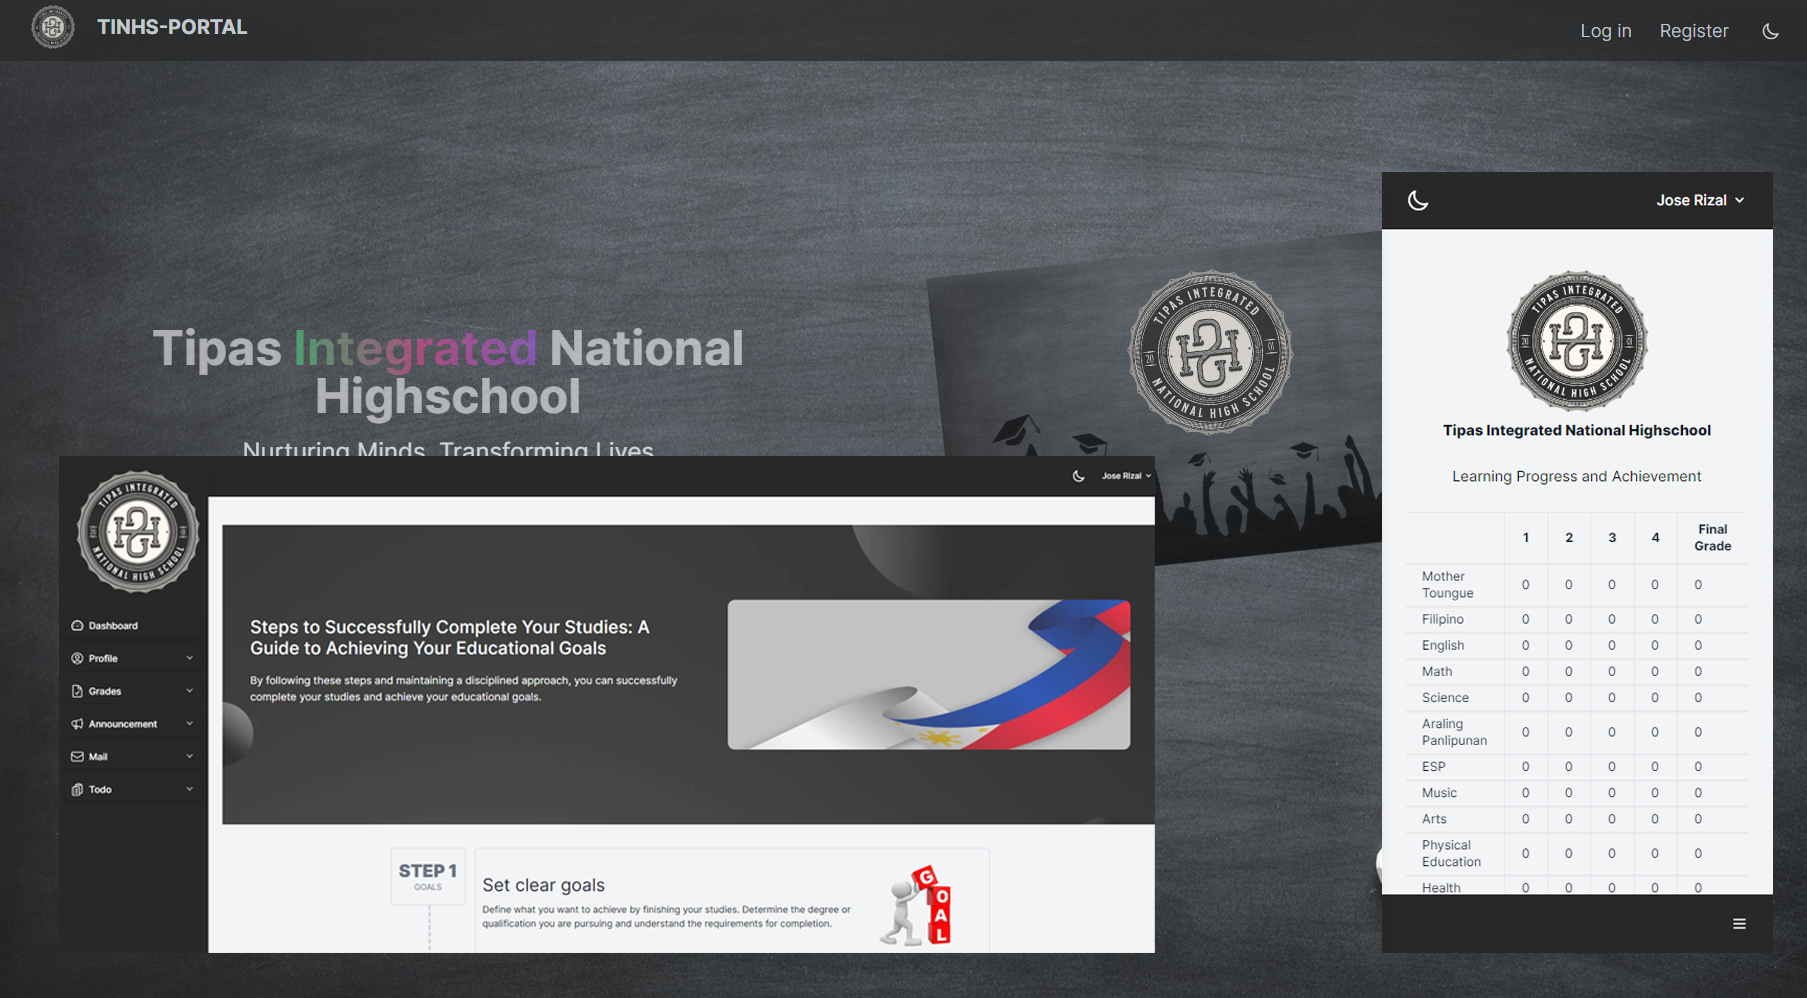 TINHS-PORTAL
Log in
Register
Tipas Integrated National
Highschool
Nurturing Minds, Transforming Lives
TIPAS INTEGRATED
20 01
NATIONAL HIGH SCHOOL
TIPAS INTEGRATED
NATIONAL HIGH SCHOOL
Jose Rizal
Dashboard
Profile
Grades
Announcement
Mail
Todo
Steps to Successfully Complete Your Studies: A
Guide to Achieving Your Educational Goals
By following these steps and maintaining a disciplined approach, you can successfully
complete your studies and achieve your educational goals.
STEP 1
GOALS
Set clear goals
Define what you want to achieve by finishing your studies. Determine the degree or
qualification you are pursuing and understand the requirements for completion.
G
O
A
L
Jose Rizal
TIPAS INTEGRATED
20 01
NATIONAL HIGH SCHOOL
Tipas Integrated National Highschool
Learning Progress and Achievement
1 2 3 4 Final
Grade
Mother
Toungue 0 0 0 0 0
Filipino 0 0 0 0 0
English 0 0 0 0 0
Math 0 0 0 0 0
Science 0 0 0 0 0
Araling
Panlipunan 0 0 0 0 0
ESP 0 0 0 0 0
Music 0 0 0 0 0
Arts 0 0 0 0 0
Physical
Education 0 0 0 0 0
Health 0 0 0 0 0